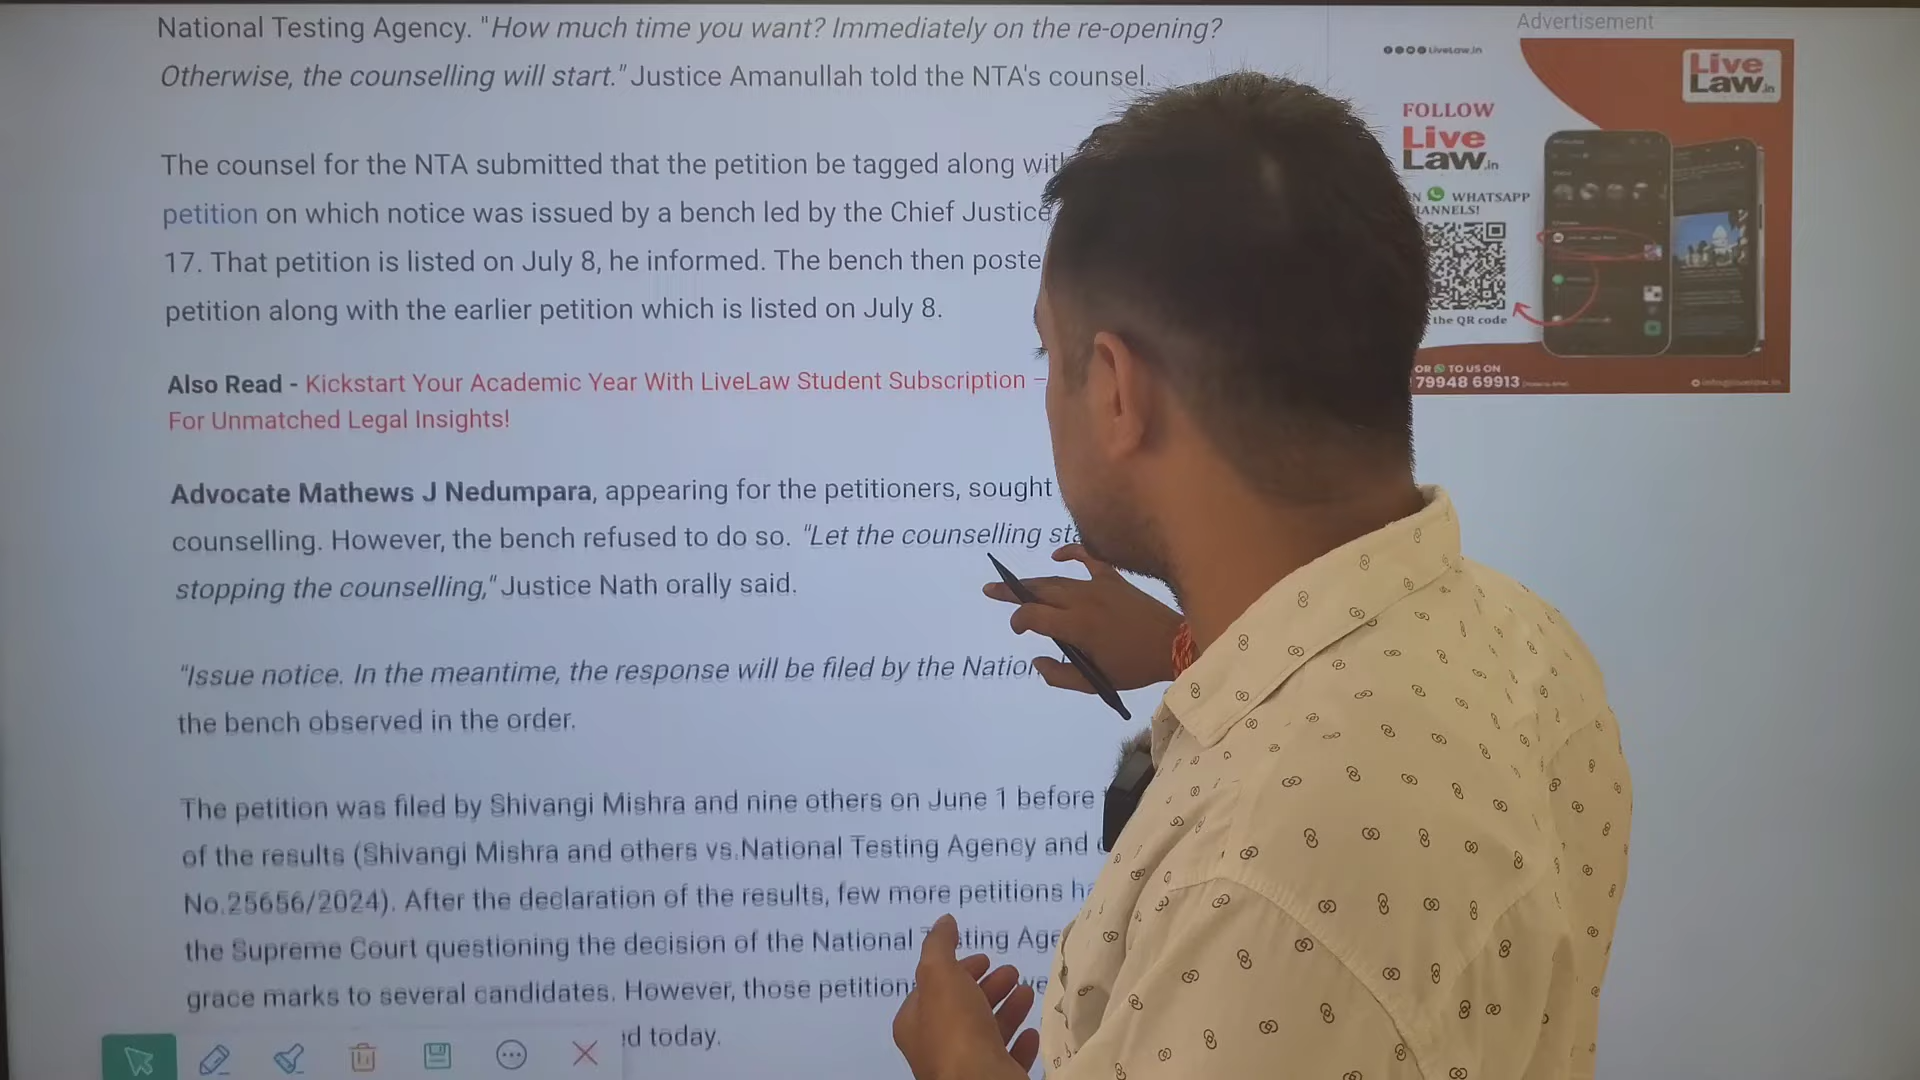 National Testing Agency. "How much time you want? Immediately on the re-opening?
Otherwise, the counselling will start." Justice Amanullah told the NTA's counsel.
The counsel for the NTA submitted that the petition be tagged along
petition on which notice was issued by a bench led by the Chief Justice
17. That petition is listed on July 8, he informed. The bench then
petition along with the earlier petition which is listed on July 8.
Also Read - Kickstart Your Academic Year With LiveLaw Student Subscription –
For Unmatched Legal Insights!
Advocate Mathews J Nedumpara, appearing for the petitioners, sought
counselling. However, the bench refused to do so. "Let the counselling
stopping the counselling," Justice Nath orally said.
"Issue notice. In the meantime, the response will be filed by the
the bench observed in the order.
The petition was filed by Shivangi Mishra and nine others on June 1 before
of the results (Shivangi Mishra and others vs.National Testing Agency and
No.25656/2024). After the declaration of the results, few more petitions
the Supreme Court questioning the decision of the National
grace marks to several candidates. However, those
today.
Advertisement
LiveLaw.in
Live
Law.in
FOLLOW
Live
Law.in
WHATSAPP
the QR code
TO US ON
79948 69913